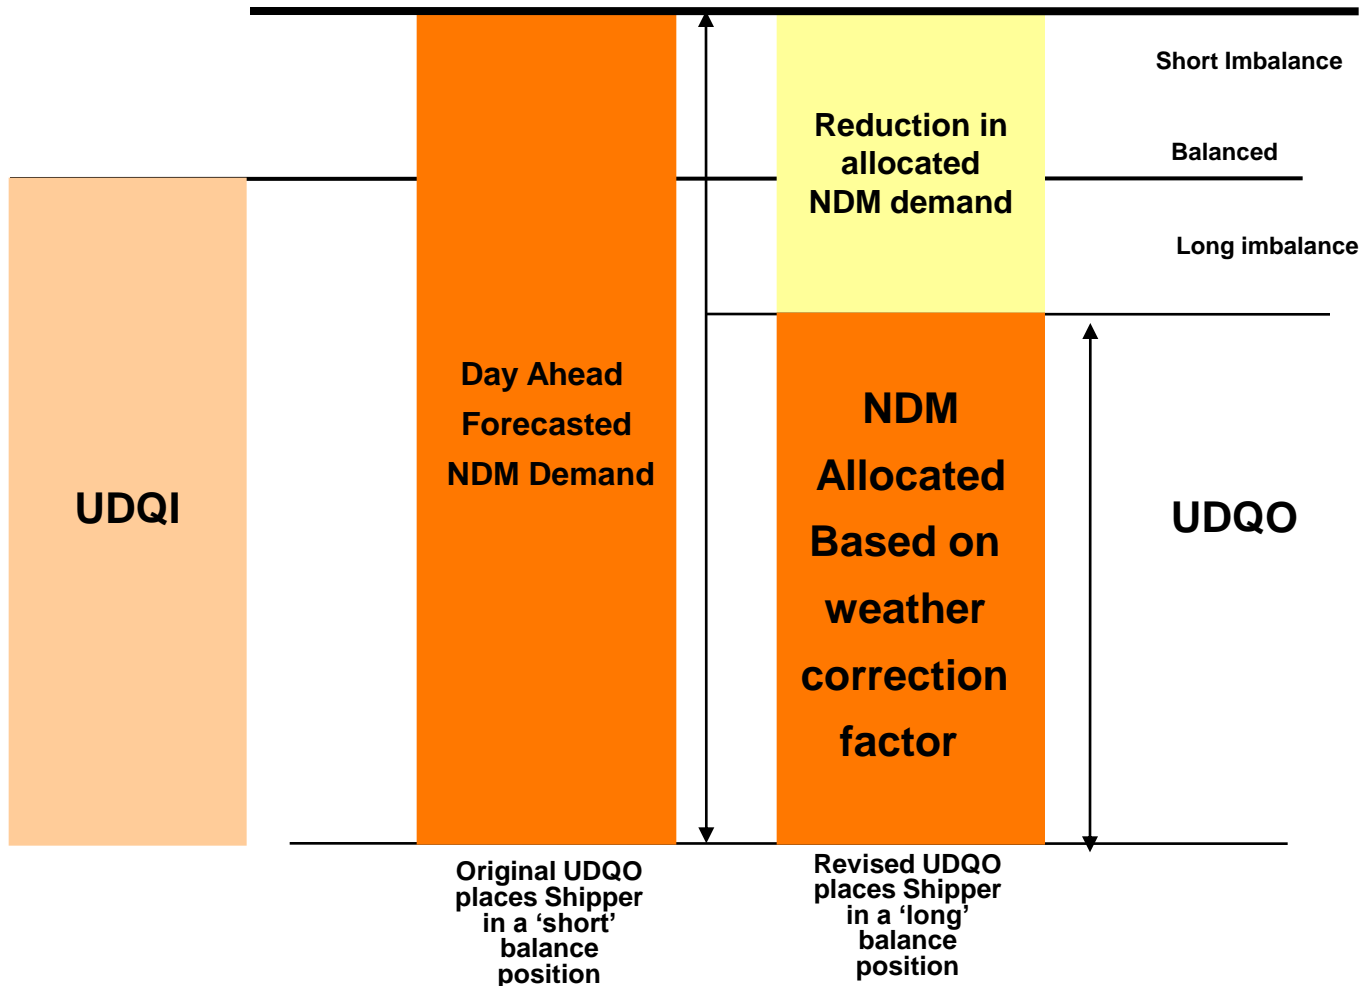 Short Imbalance
Reduction in
allocated
NDM demand
Balanced
Long imbalance
Day Ahead
Forecasted
NDM Demand
NDM
Allocated
Based on
weather
correction
factor
UDQI
UDQO
Original UDQO
places Shipper
in a ‘short’
balance
position
Revised UDQO
places Shipper
in a ‘long’
balance
position